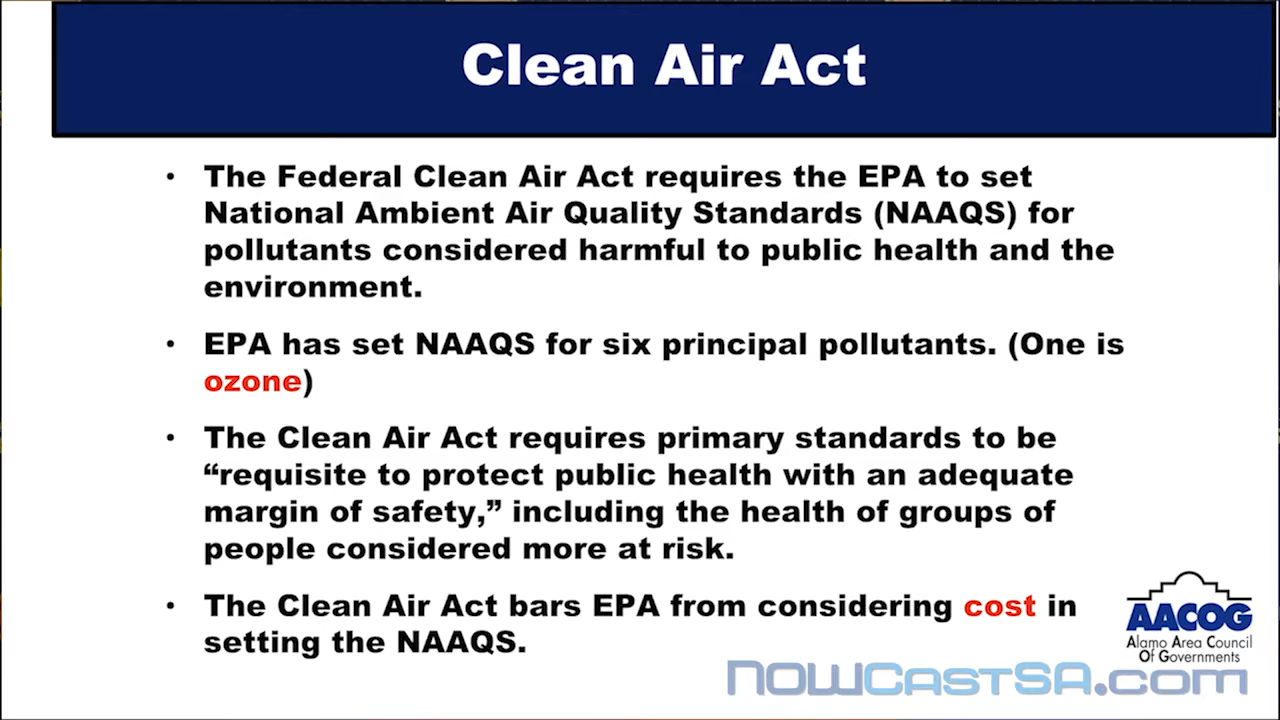 Clean Air Act
• The Federal Clean Air Act requires the EPA to set
National Ambient Air Quality Standards (NAAQS) for
pollutants considered harmful to public health and the
environment.
• EPA has set NAAQS for six principal pollutants. (One is
ozone)
• The Clean Air Act requires primary standards to be
“requisite to protect public health with an adequate
margin of safety,” including the health of groups of
people considered more at risk.
• The Clean Air Act bars EPA from considering cost in
setting the NAAQS.
AACOG
Alamo Area Council
Of Governments
NOWCastSA.com